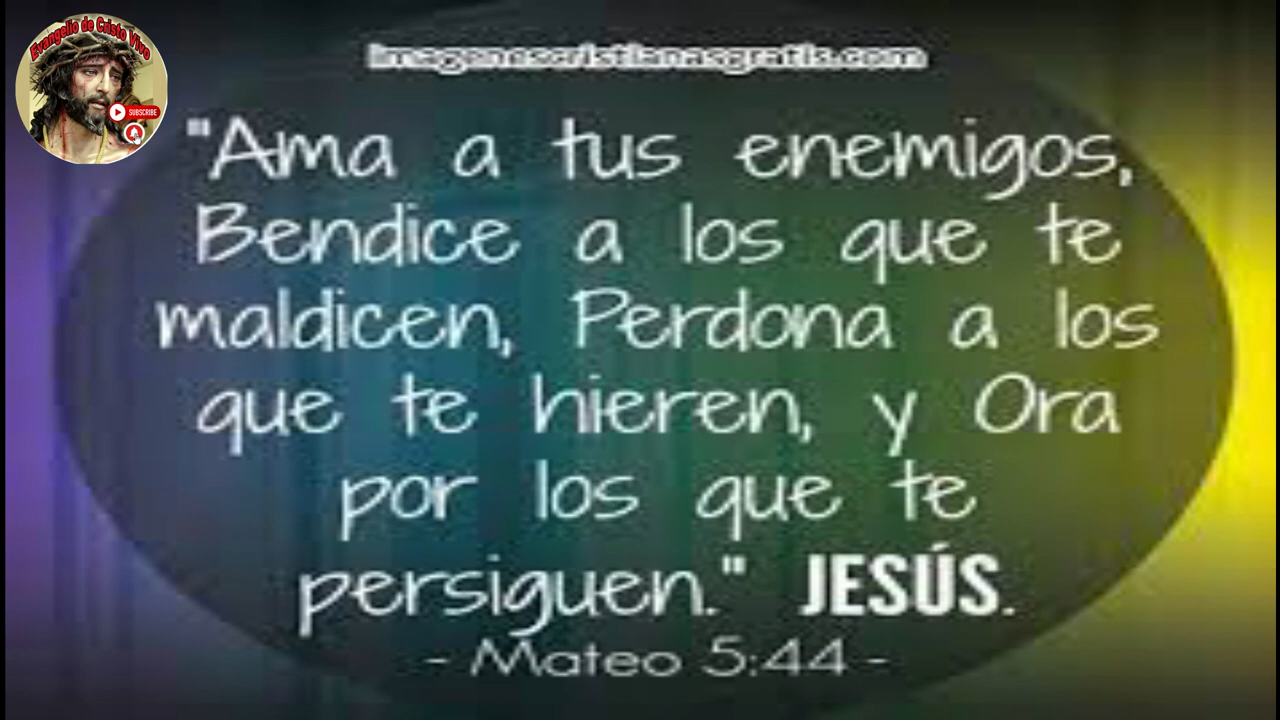 Evangelio de Cristo Vivo
SUBSCRIBE
imagenescristianasgratis.com
"Ama a tus enemigos,
Bendice a los que te
maldicen, Perdona a los
que te hieren, y Ora
por los que te
persiguen." JESÚS.
- Mateo 5:44 -